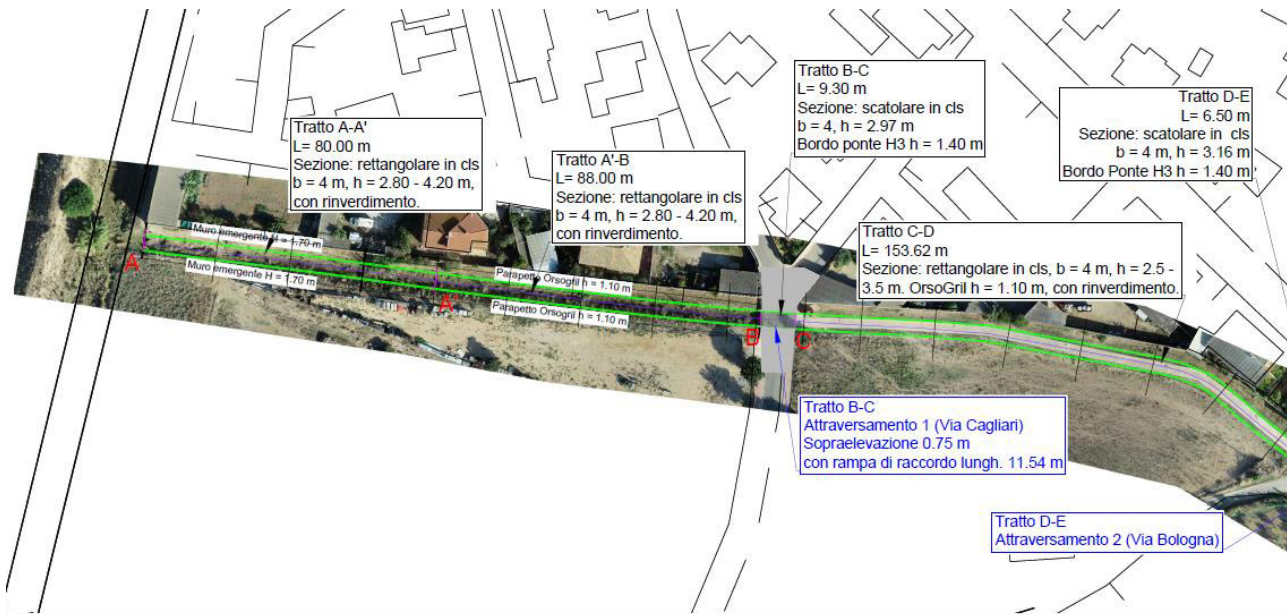 Tratto B-C
L= 9.30 m
Sezione: scatolare in cls
b = 4, h = 2.97 m
Bordo ponte H3 h = 1.40 m
Tratto D-E
L= 6.50 m
Sezione: scatolare in cls
b = 4 m, h = 3.16 m
Bordo Ponte H3 h = 1.40 m
Tratto A-A'
L= 80.00 m
Sezione: rettangolare in cls
b = 4 m, h = 2.80 - 4.20 m,
con rinverdimento.
Tratto A'-B
L= 88.00 m
Sezione: rettangolare in cls
b = 4 m, h = 2.80 - 4.20 m,
con rinverdimento.
Tratto C-D
L= 153.62 m
Sezione: rettangolare in cls, b = 4 m, h = 2.5 -
3.5 m. OrsoGril h = 1.10 m, con rinverdimento.
Muro emergente H = 1.70 m
A
Muro emergente H = 1.70 m
Parapetto Orsogril h = 1.10 m
A'
Parapetto Orsogril h = 1.10 m
B
C
Tratto B-C
Attraversamento 1 (Via Cagliari)
Sopraelevazione 0.75 m
con rampa di raccordo lungh. 11.54 m
Tratto D-E
Attraversamento 2 (Via Bologna)